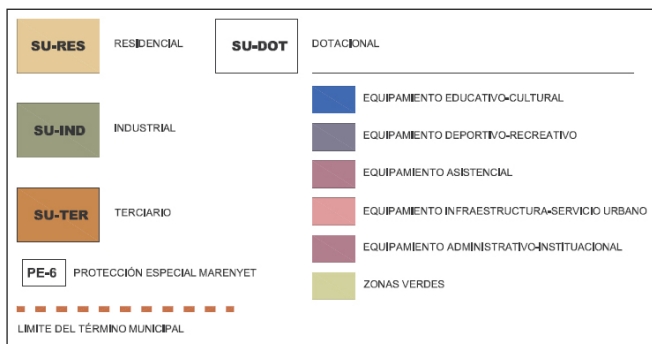 SU-RES RESIDENCIAL
SU-DOT DOTACIONAL
SU-IND INDUSTRIAL
SU-TER TERCIARIO
PE-6 PROTECCIÓN ESPECIAL MARENYET
LIMITE DEL TÉRMINO MUNICIPAL
EQUIPAMIENTO EDUCATIVO-CULTURAL
EQUIPAMIENTO DEPORTIVO-RECREATIVO
EQUIPAMIENTO ASISTENCIAL
EQUIPAMIENTO INFRAESTRUCTURA-SERVICIO URBANO
EQUIPAMIENTO ADMINISTRATIVO-INSTITUACIONAL
ZONAS VERDES